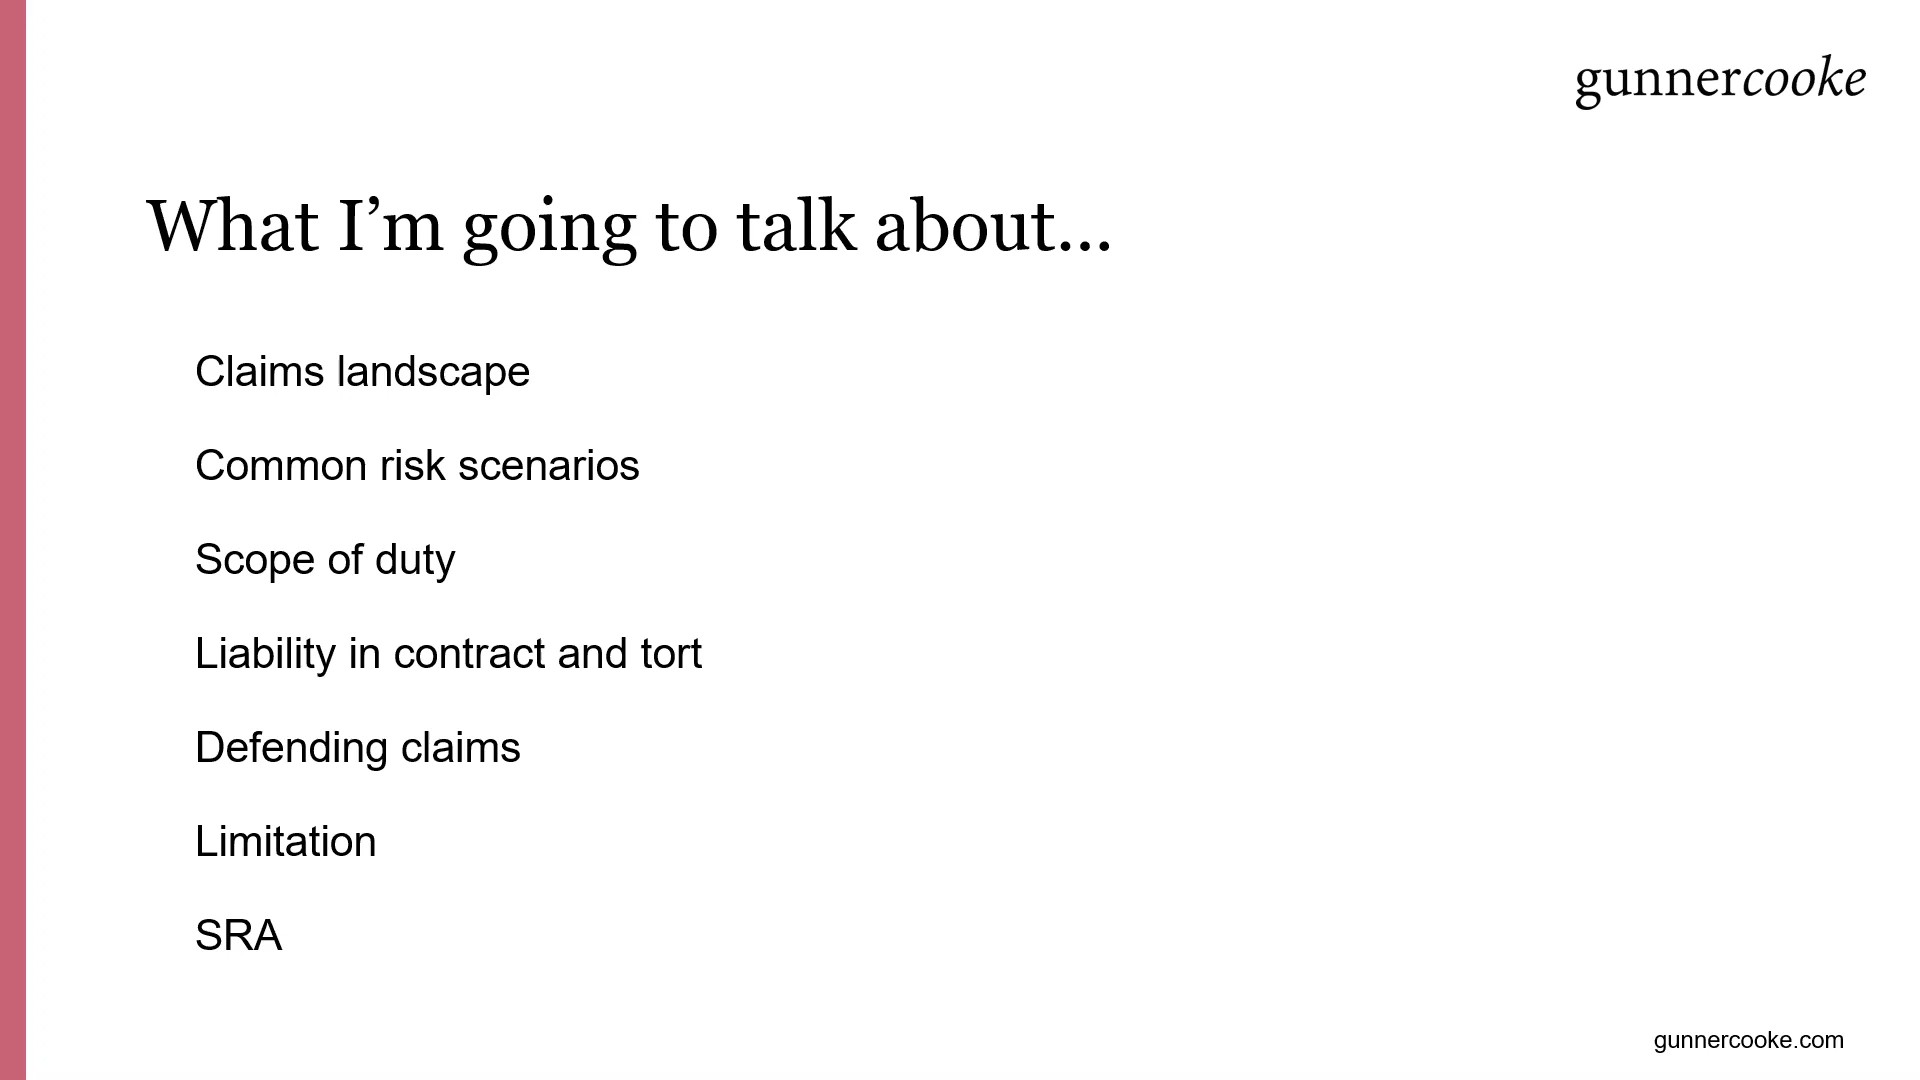 gunnercooke
What I’m going to talk about...
Claims landscape
Common risk scenarios
Scope of duty
Liability in contract and tort
Defending claims
Limitation
SRA
gunnercooke.com